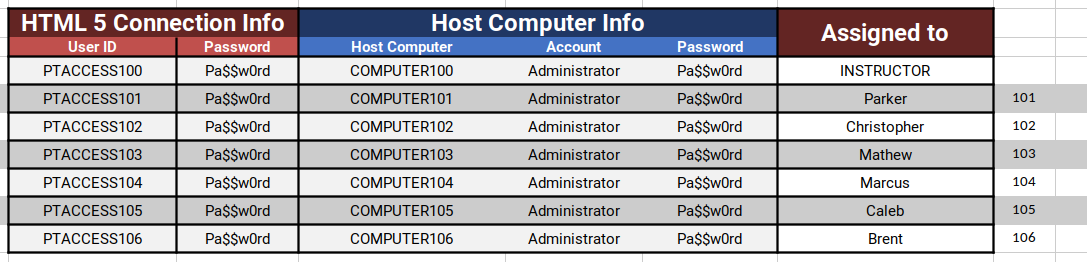 HTML 5 Connection Info Host Computer Info Assigned to
User ID Password Host Computer Account Password
PTACCESS100 Pa$$w0rd COMPUTER100 Administrator Pa$$w0rd INSTRUCTOR
PTACCESS101 Pa$$w0rd COMPUTER101 Administrator Pa$$w0rd Parker 101
PTACCESS102 Pa$$w0rd COMPUTER102 Administrator Pa$$w0rd Christopher 102
PTACCESS103 Pa$$w0rd COMPUTER103 Administrator Pa$$w0rd Mathew 103
PTACCESS104 Pa$$w0rd COMPUTER104 Administrator Pa$$w0rd Marcus 104
PTACCESS105 Pa$$w0rd COMPUTER105 Administrator Pa$$w0rd Caleb 105
PTACCESS106 Pa$$w0rd COMPUTER106 Administrator Pa$$w0rd Brent 106